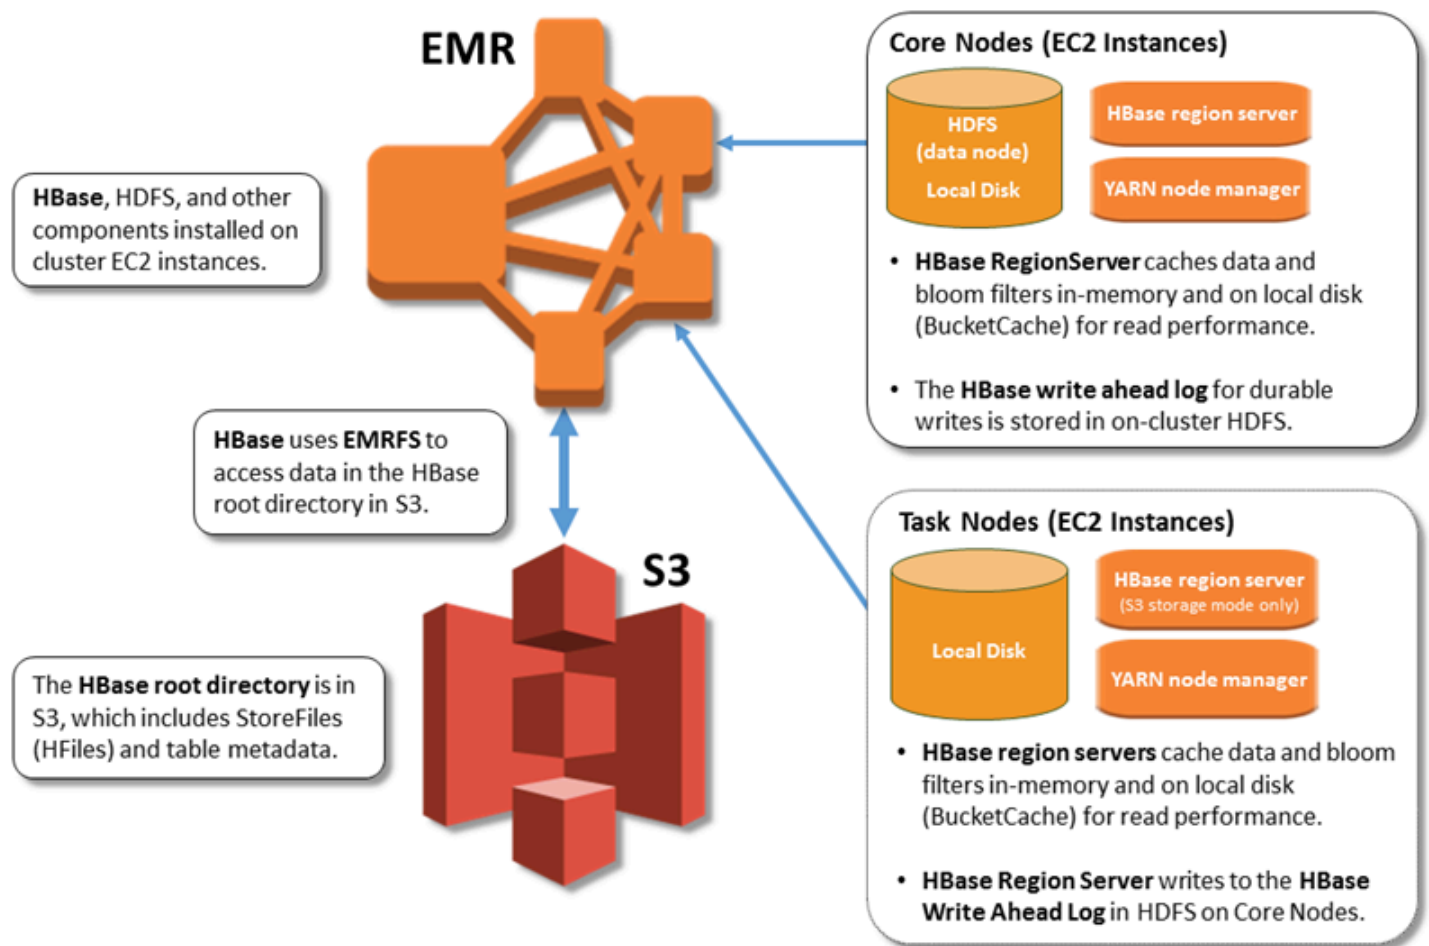 EMR
HBase, HDFS, and other
components installed on
cluster EC2 instances.
HBase uses EMRFS to
access data in the HBase
root directory in S3.
S3
The HBase root directory is in
S3, which includes StoreFiles
(HFiles) and table metadata.
Core Nodes (EC2 Instances)
HDFS
(data node)
Local Disk
HBase region server
YARN node manager
• HBase RegionServer caches data and
bloom filters in-memory and on local disk
(BucketCache) for read performance.
• The HBase write ahead log for durable
writes is stored in on-cluster HDFS.
Task Nodes (EC2 Instances)
Local Disk
HBase region server
(S3 storage mode only)
YARN node manager
• HBase region servers cache data and bloom
filters in-memory and on local disk
(BucketCache) for read performance.
• HBase Region Server writes to the HBase
Write Ahead Log in HDFS on Core Nodes.